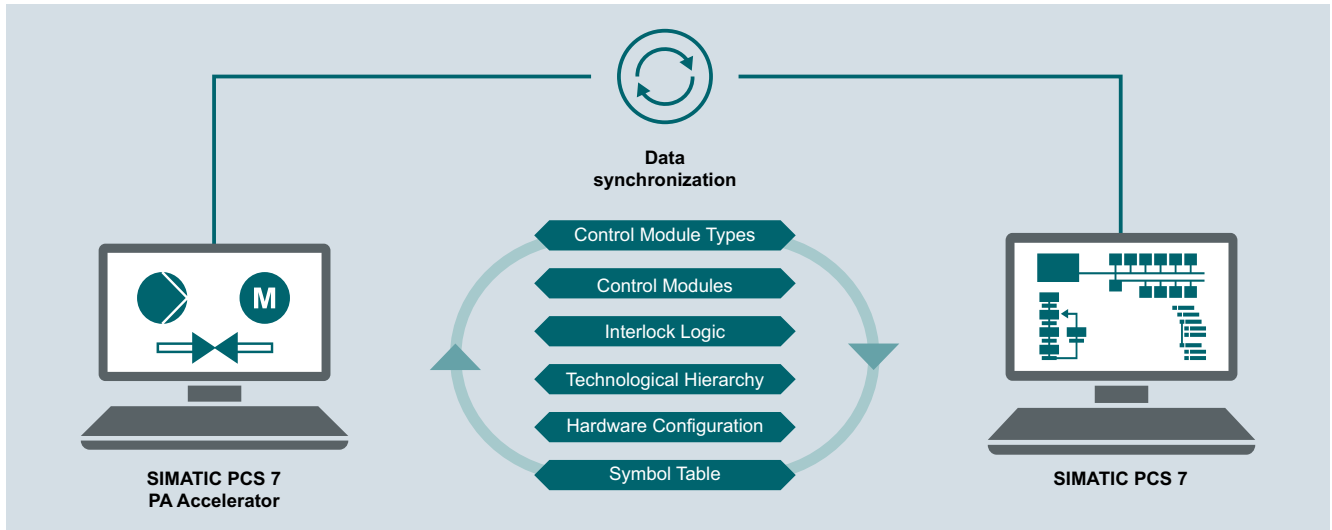 Data
synchronization
Control Module Types
Control Modules
Interlock Logic
Technological Hierarchy
Hardware Configuration
Symbol Table
M
SIMATIC PCS 7
PA Accelerator
SIMATIC PCS 7